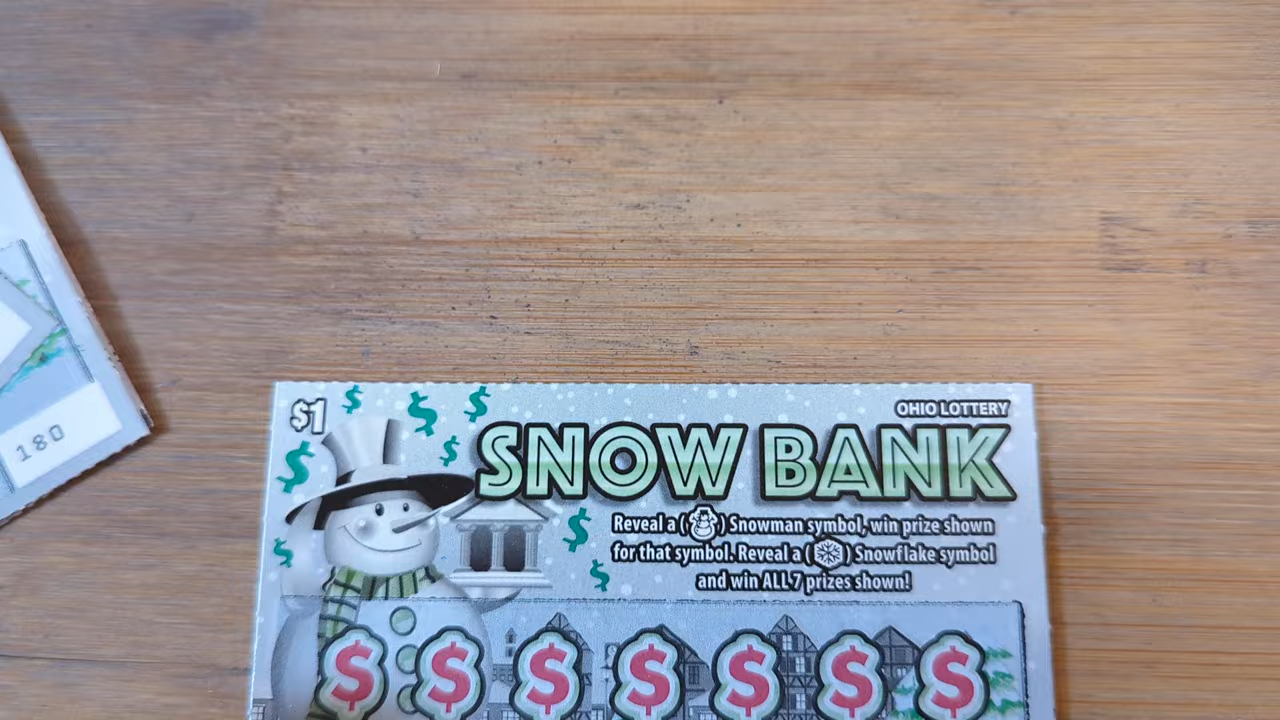 $1
OHIO LOTTERY
$ $ $
$ $
SNOW BANK
Reveal a ( ) Snowman symbol, win prize shown
for that symbol. Reveal a ( ) Snowflake symbol
and win ALL 7 prizes shown!
$ $ $
$ $ $ $ $ $ $
180